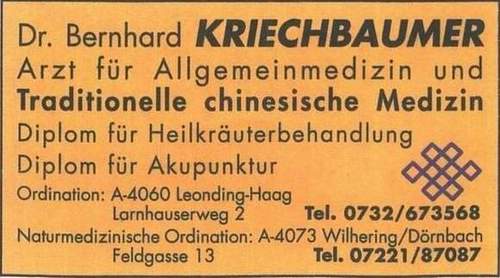 Dr. Bernhard KRIECHBAUMER
Arzt für Allgemeinmedizin und
Traditionelle chinesische Medizin
Diplom für Heilkräuterbehandlung
Diplom für Akupunktur
Ordination: A-4060 Leonding-Haag
Larnhauserweg 2 Tel. 0732/673568
Naturmedizinische Ordination: A-4073 Wilhering/Dörnbach
Feldgasse 13 Tel. 07221/87087